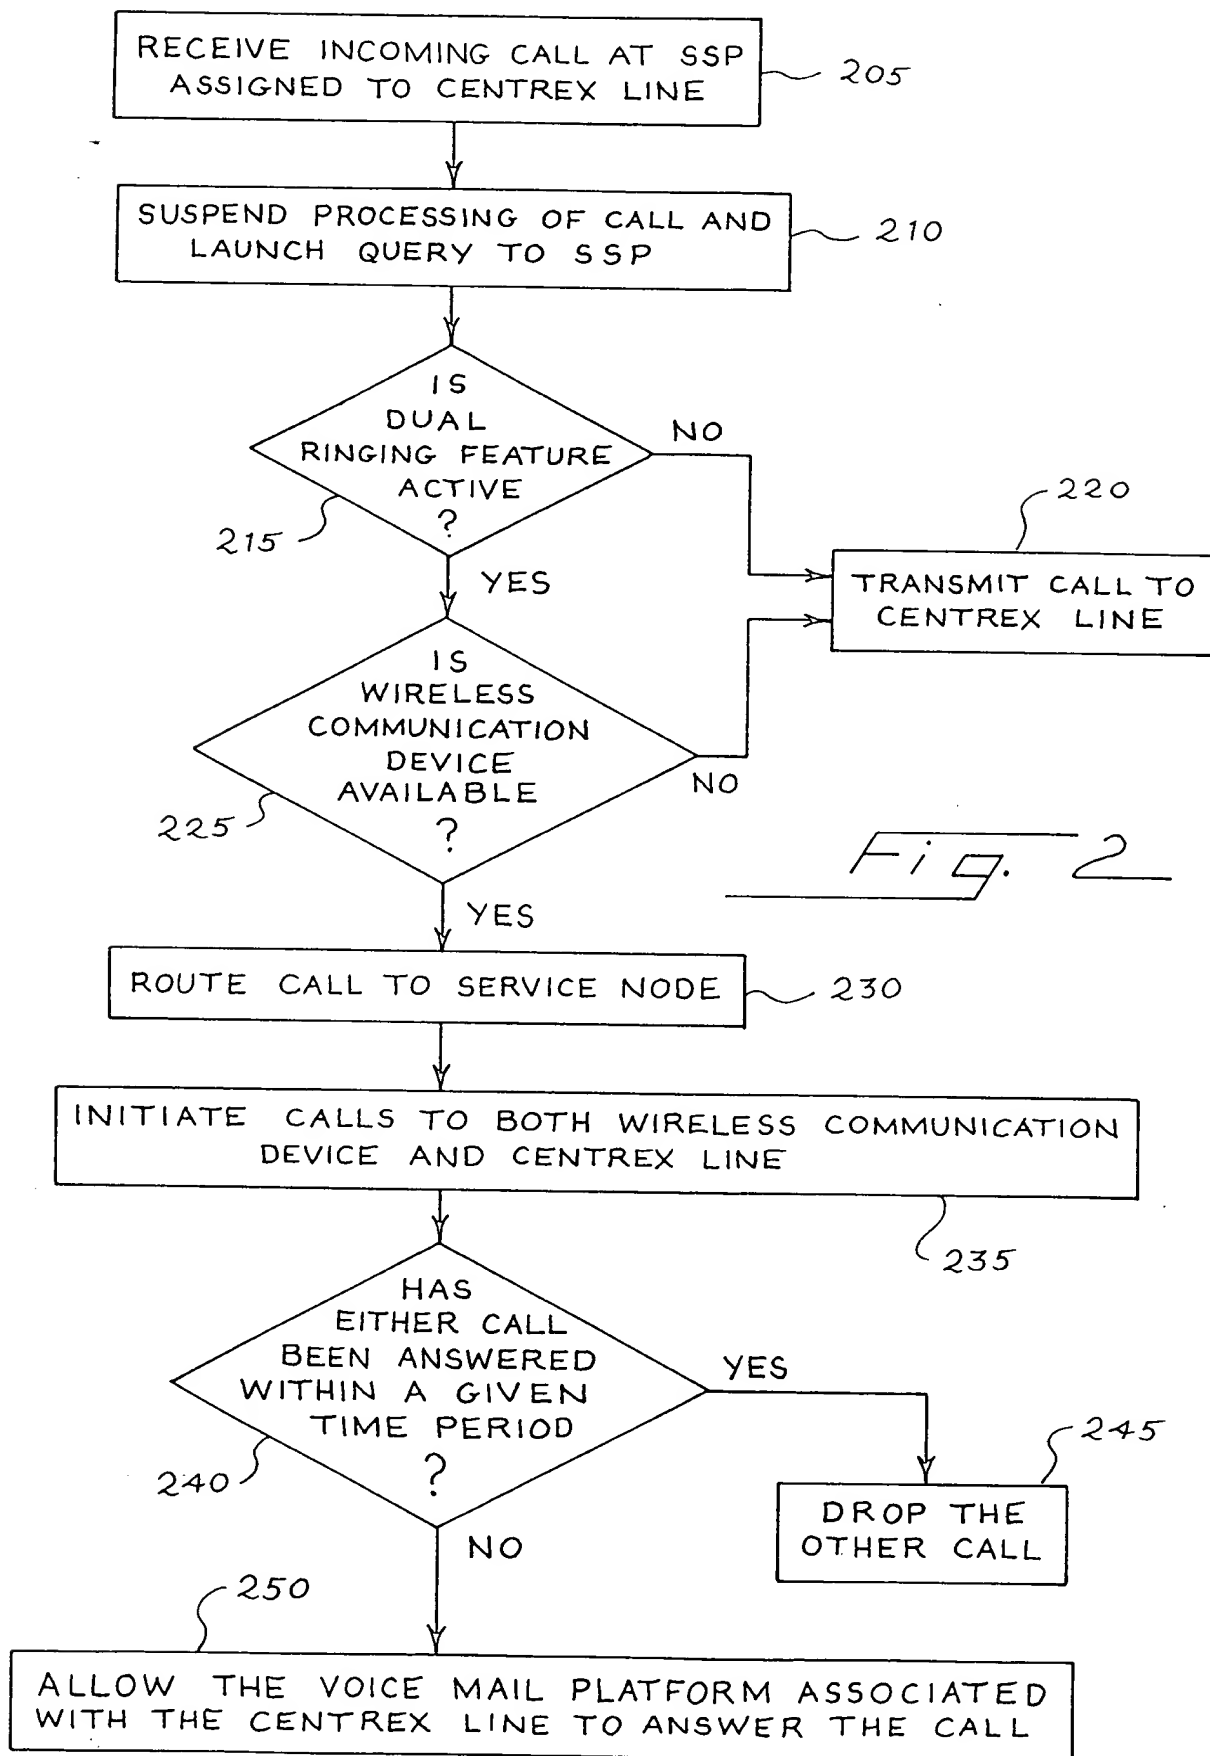 RECEIVE INCOMING CALL AT SSP
ASSIGNED TO CENTREX LINE
205
SUSPEND PROCESSING OF CALL AND
LAUNCH QUERY TO SSP
210
IS
DUAL
RINGING FEATURE
ACTIVE
?
NO
215
YES
220
TRANSMIT CALL TO
CENTREX LINE
IS
WIRELESS
COMMUNICATION
DEVICE
AVAILABLE
?
NO
225
YES
Fig. 2
ROUTE CALL TO SERVICE NODE
230
INITIATE CALLS TO BOTH WIRELESS COMMUNICATION
DEVICE AND CENTREX LINE
235
HAS
EITHER CALL
BEEN ANSWERED
WITHIN A GIVEN
TIME PERIOD
?
YES
240
NO
245
DROP THE
OTHER CALL
250
ALLOW THE VOICE MAIL PLATFORM ASSOCIATED
WITH THE CENTREX LINE TO ANSWER THE CALL